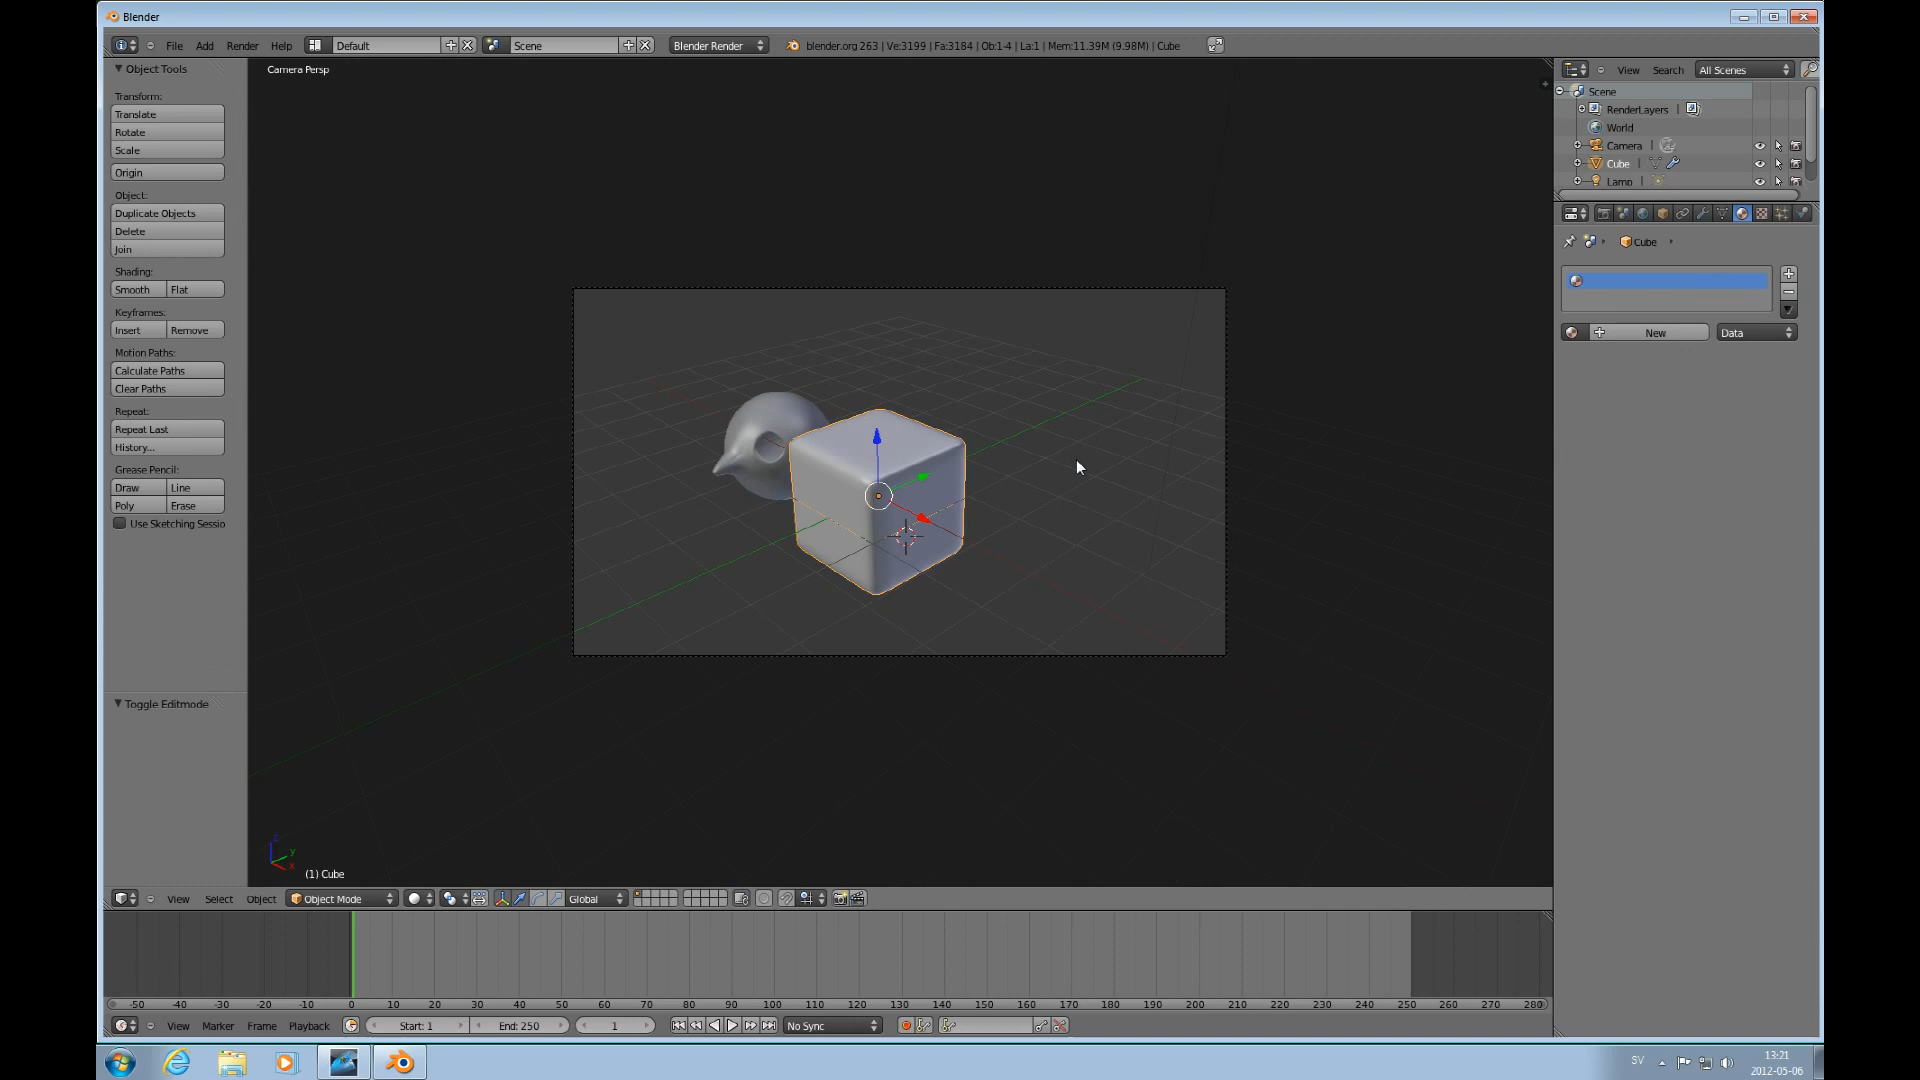 Blender
File Add Render Help Default Scene Blender Render blender.org 263 | Ve:3199 | Fa:3184 | Ob:1-4 | La:1 | Mem:11.39M (9.98M) | Cube
Object Tools
Transform:
Translate
Rotate
Scale
Origin
Object:
Duplicate Objects
Delete
Join
Shading:
Smooth Flat
Keyframes:
Insert Remove
Motion Paths:
Calculate Paths
Clear Paths
Repeat:
Repeat Last
History...
Grease Pencil:
Draw Line
Poly Erase
Use Sketching Sessio
Toggle Editmode
Camera Persp
z
y
x
(1) Cube
View Select Object Object Mode Global
-50 -40 -30 -20 -10 0 10 20 30 40 50 60 70 80 90 100 110 120 130 140 150 160 170 180 190 200 210 220 230 240 250 260 270 280
View Marker Frame Playback Start: 1 End: 250 1 No Sync
View Search All Scenes
Scene
RenderLayers |
World
Camera |
Cube |
Lamp |
Cube
New Data
SV 13:21
2012-05-06